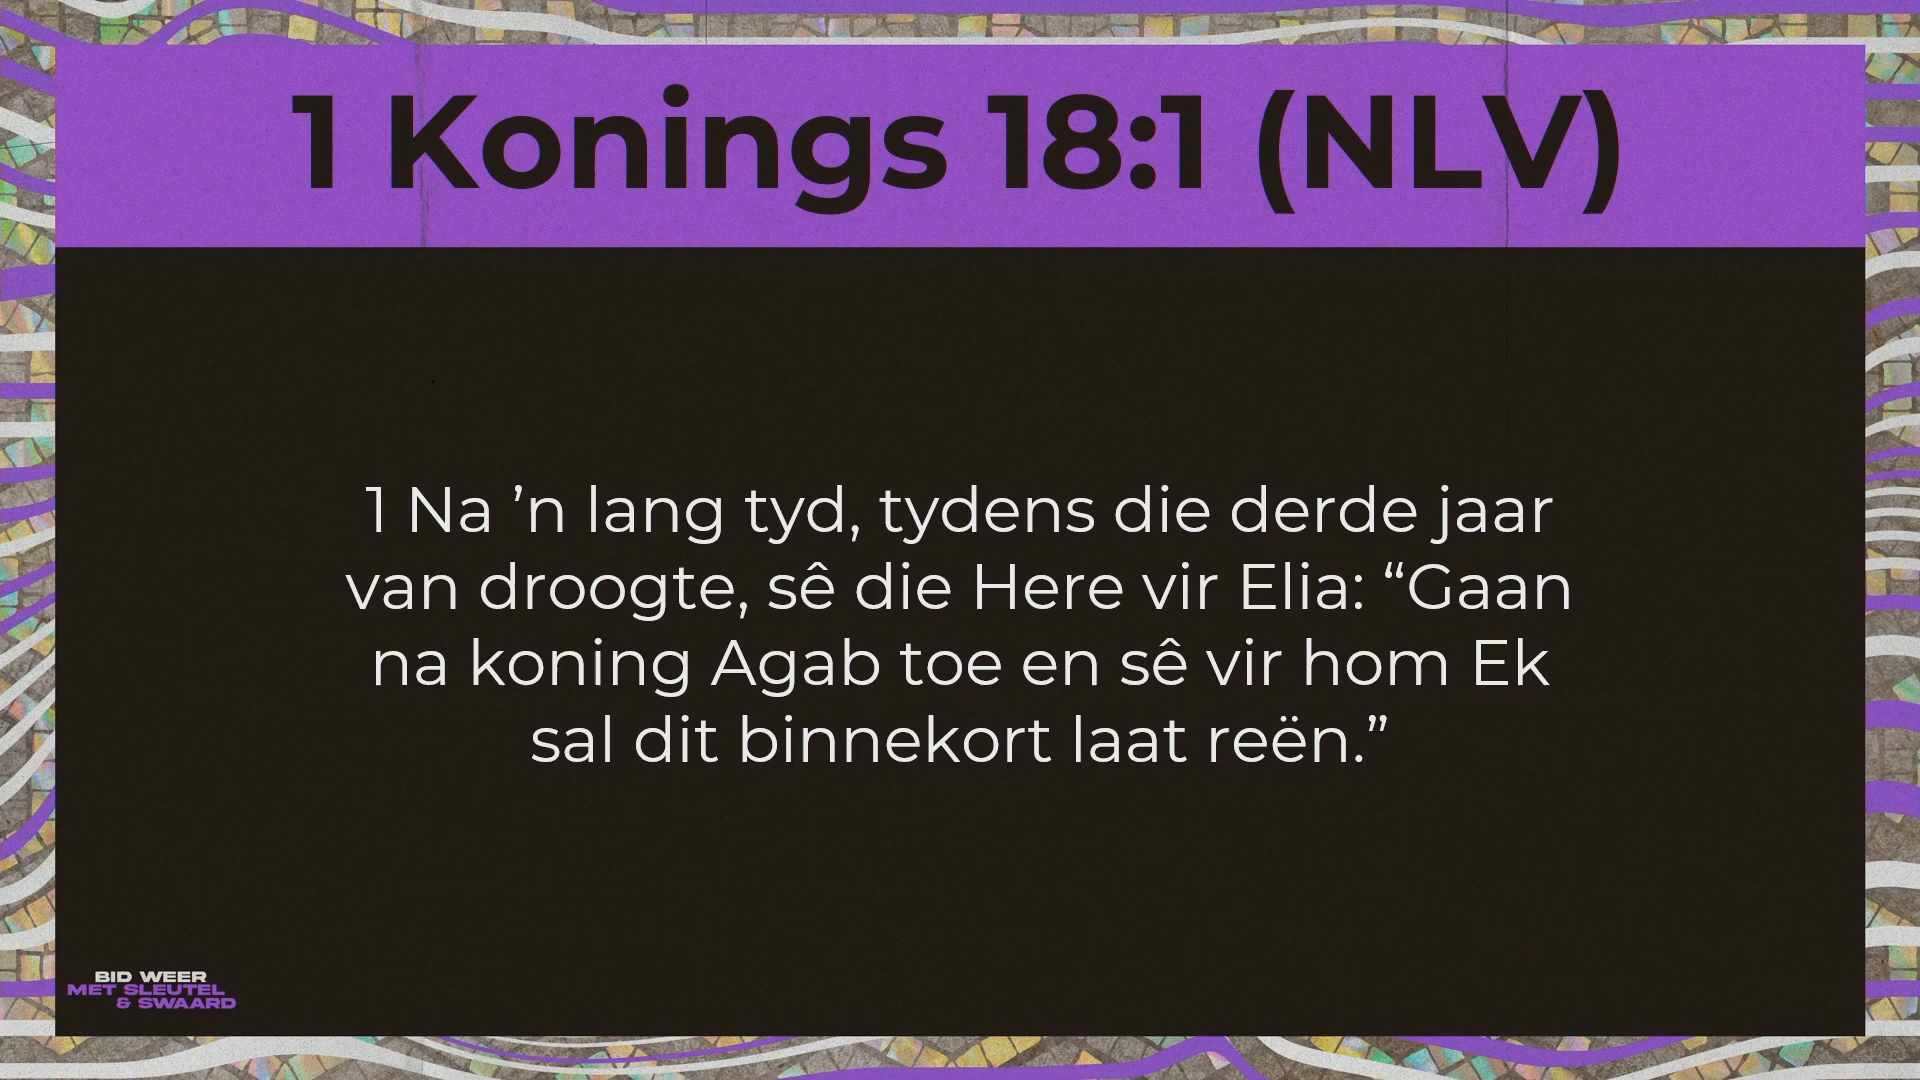 1 Konings 18:1 (NLV)
1 Na ’n lang tyd, tydens die derde jaar
van droogte, sê die Here vir Elia: “Gaan
na koning Agab toe en sê vir hom Ek
sal dit binnekort laat reën.”
BID WEER
MET SLEUTEL
& SWAARD